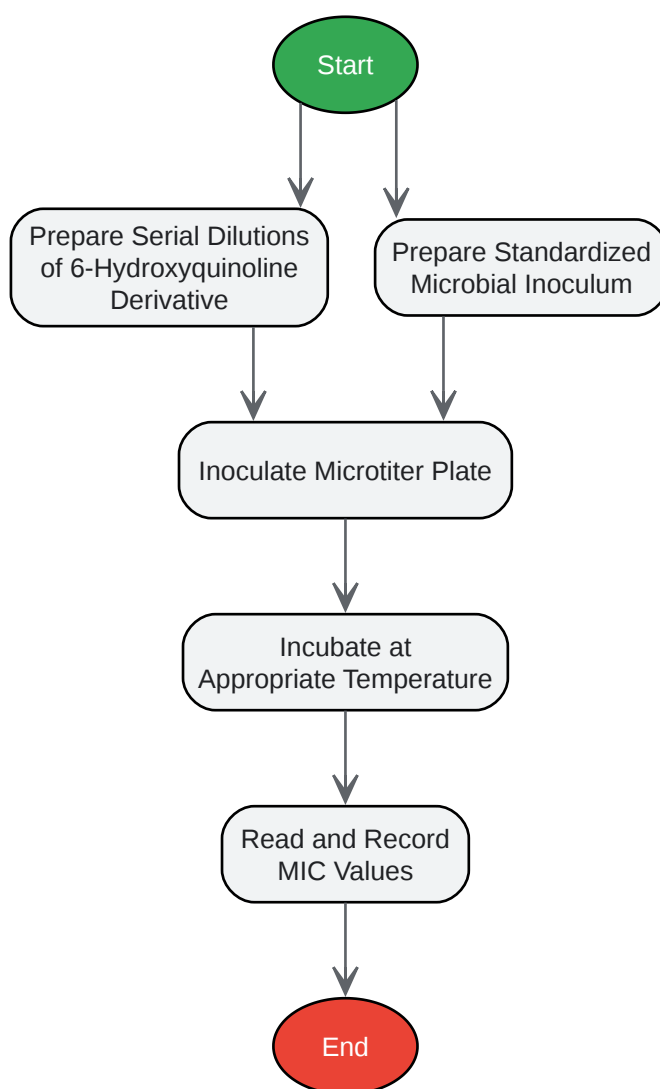 Start
Prepare Serial Dilutions
of 6-Hydroxyquinoline
Derivative
Prepare Standardized
Microbial Inoculum
Inoculate Microtiter Plate
Incubate at
Appropriate Temperature
Read and Record
MIC Values
End